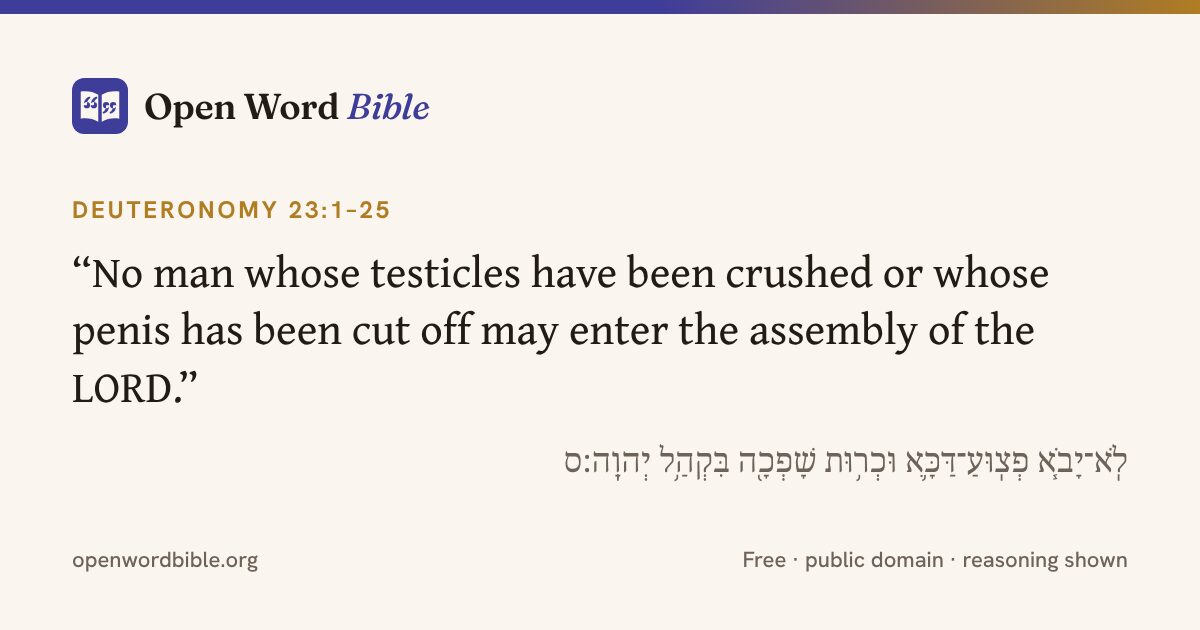 Open Word Bible
DEUTERONOMY 23:1–25
“No man whose testicles have been crushed or whose
penis has been cut off may enter the assembly of the
LORD.”
לֹֽא־יָבֹ֧א פְצֽוּעַ־דַּכָּ֛א וּכְר֥וּת שָׁפְכָ֖ה בִּקְהַ֥ל יְהוָֽה׃ס
openwordbible.org
Free · public domain · reasoning shown